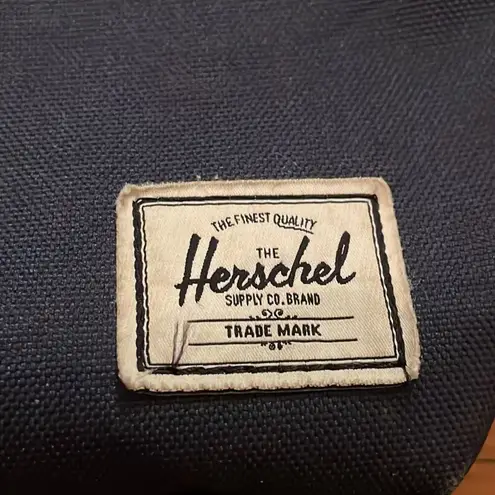 THE FINEST QUALITY
THE
Herschel
SUPPLY CO. BRAND
TRADE MARK